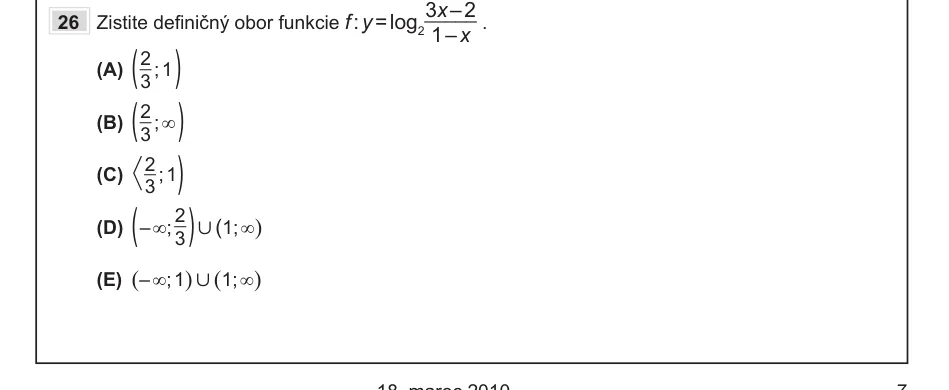 26 Zistite definičný obor funkcie f : y = log₂ (3x−2)/(1−x) .
(A) (2/3 ; 1)
(B) (2/3 ; ∞)
(C) ⟨2/3 ; 1)
(D) (−∞; 2/3) ∪ (1; ∞)
(E) (−∞; 1) ∪ (1; ∞)